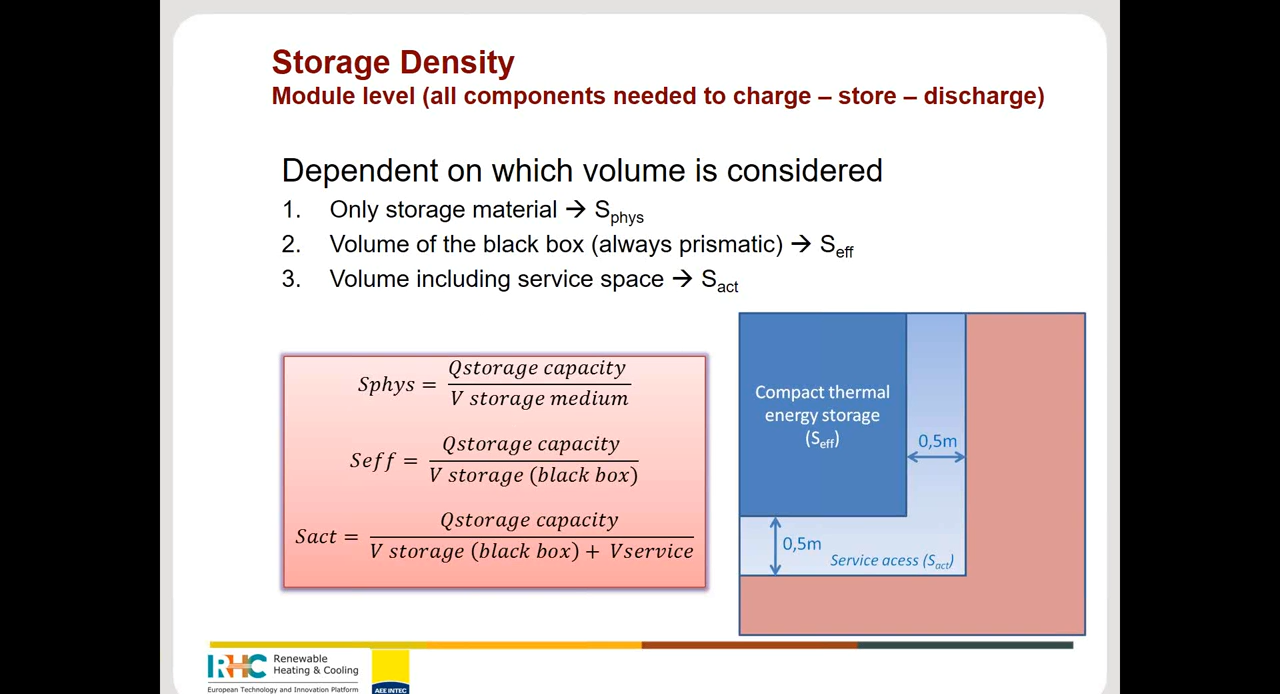 Storage Density
Module level (all components needed to charge – store – discharge)
Dependent on which volume is considered
1. Only storage material → Sphys
2. Volume of the black box (always prismatic) → Seff
3. Volume including service space → Sact
Sphys = Qstorage capacity / V storage medium
Seff = Qstorage capacity / V storage (black box)
Sact = Qstorage capacity / V storage (black box) + Vservice
Compact thermal
energy storage
(Seff)
0,5m
0,5m
Service acess (Sact)
RHC Renewable
Heating & Cooling
European Technology and Innovation Platform
AEE INTEC